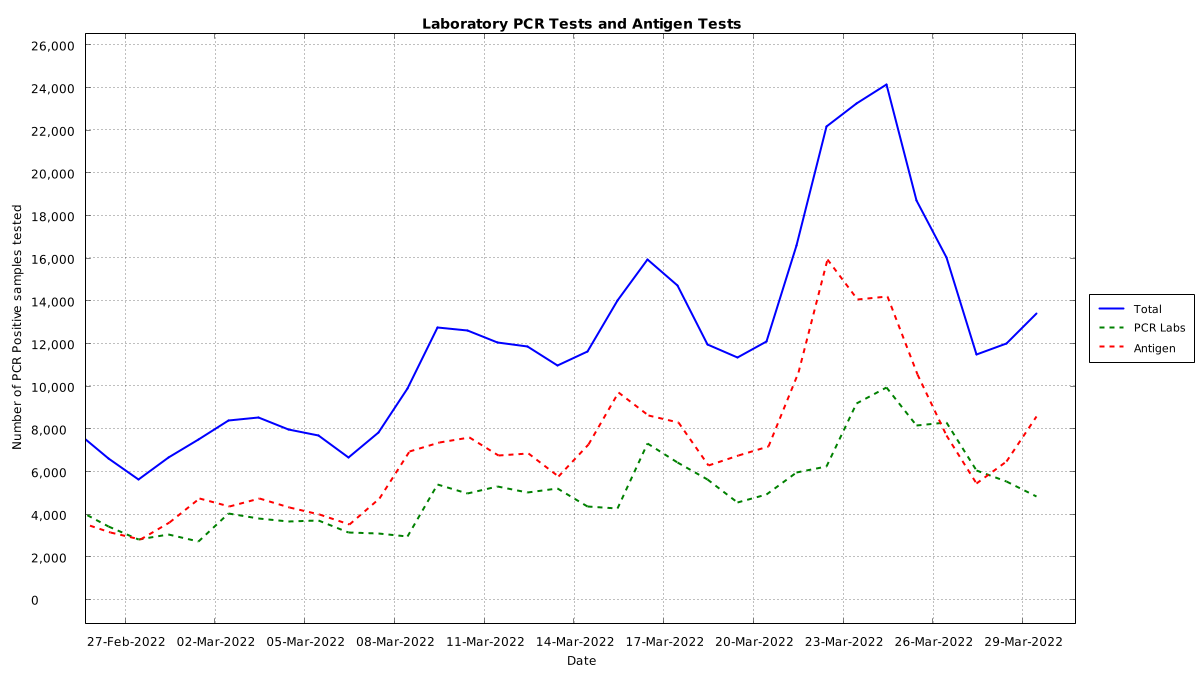 Laboratory PCR Tests and Antigen Tests
26,000
24,000
22,000
20,000
18,000
16,000
14,000
12,000
10,000
8,000
6,000
4,000
2,000
0
Number of PCR Positive samples tested
27-Feb-2022 02-Mar-2022 05-Mar-2022 08-Mar-2022 11-Mar-2022 14-Mar-2022 17-Mar-2022 20-Mar-2022 23-Mar-2022 26-Mar-2022 29-Mar-2022
Date
Total
PCR Labs
Antigen